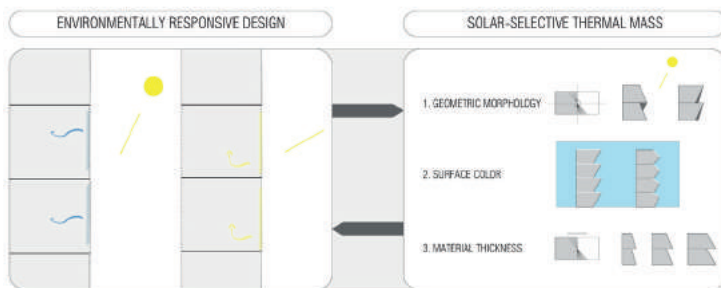 ENVIRONMENTALLY RESPONSIVE DESIGN
SOLAR-SELECTIVE THERMAL MASS
1. GEOMETRIC MORPHOLOGY
2. SURFACE COLOR
3. MATERIAL THICKNESS